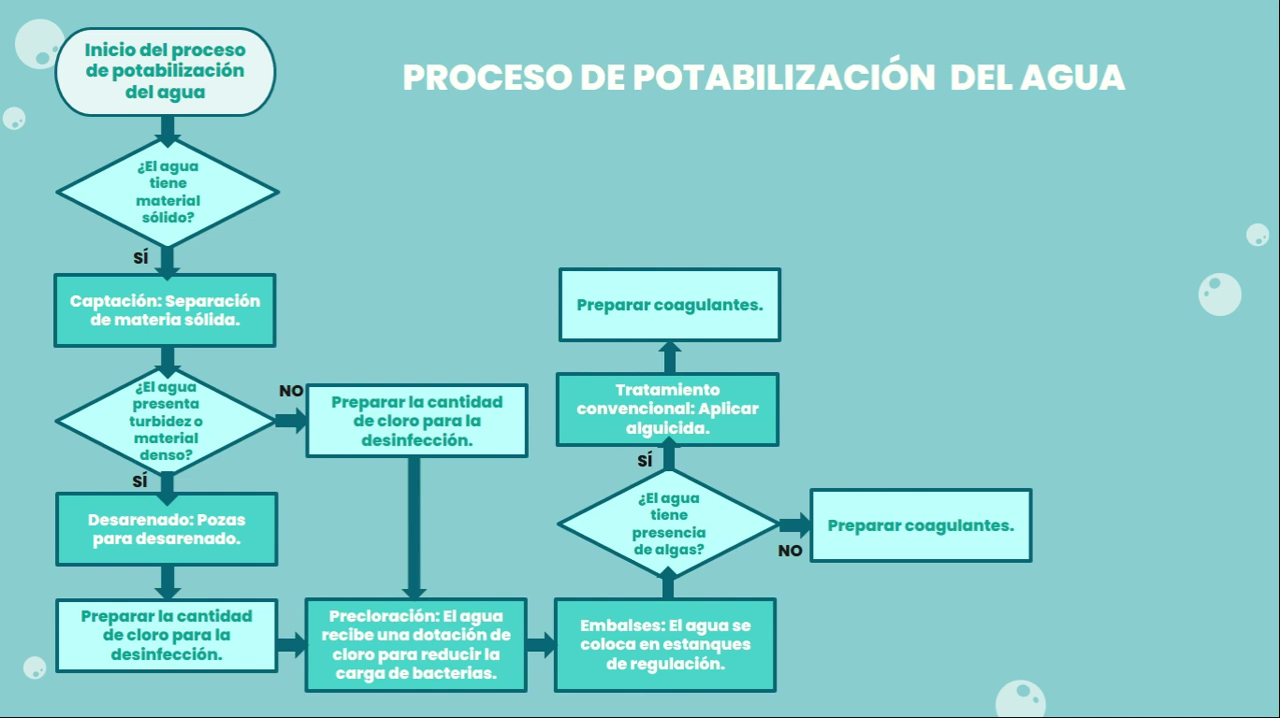 Inicio del proceso
de potabilización
del agua
PROCESO DE POTABILIZACIÓN  DEL AGUA
¿El agua
tiene
material
sólido?
SÍ
Captación: Separación
de materia sólida.
¿El agua
presenta
turbidez o
material
denso?
NO
Preparar la cantidad
de cloro para la
desinfección.
SÍ
Desarenado: Pozas
para desarenado.
Preparar la cantidad
de cloro para la
desinfección.
Precloración: El agua
recibe una dotación de
cloro para reducir la
carga de bacterias.
Embalses: El agua se
coloca en estanques
de regulación.
¿El agua
tiene
presencia
de algas?
SÍ
Tratamiento
convencional: Aplicar
alguicida.
Preparar coagulantes.
NO
Preparar coagulantes.